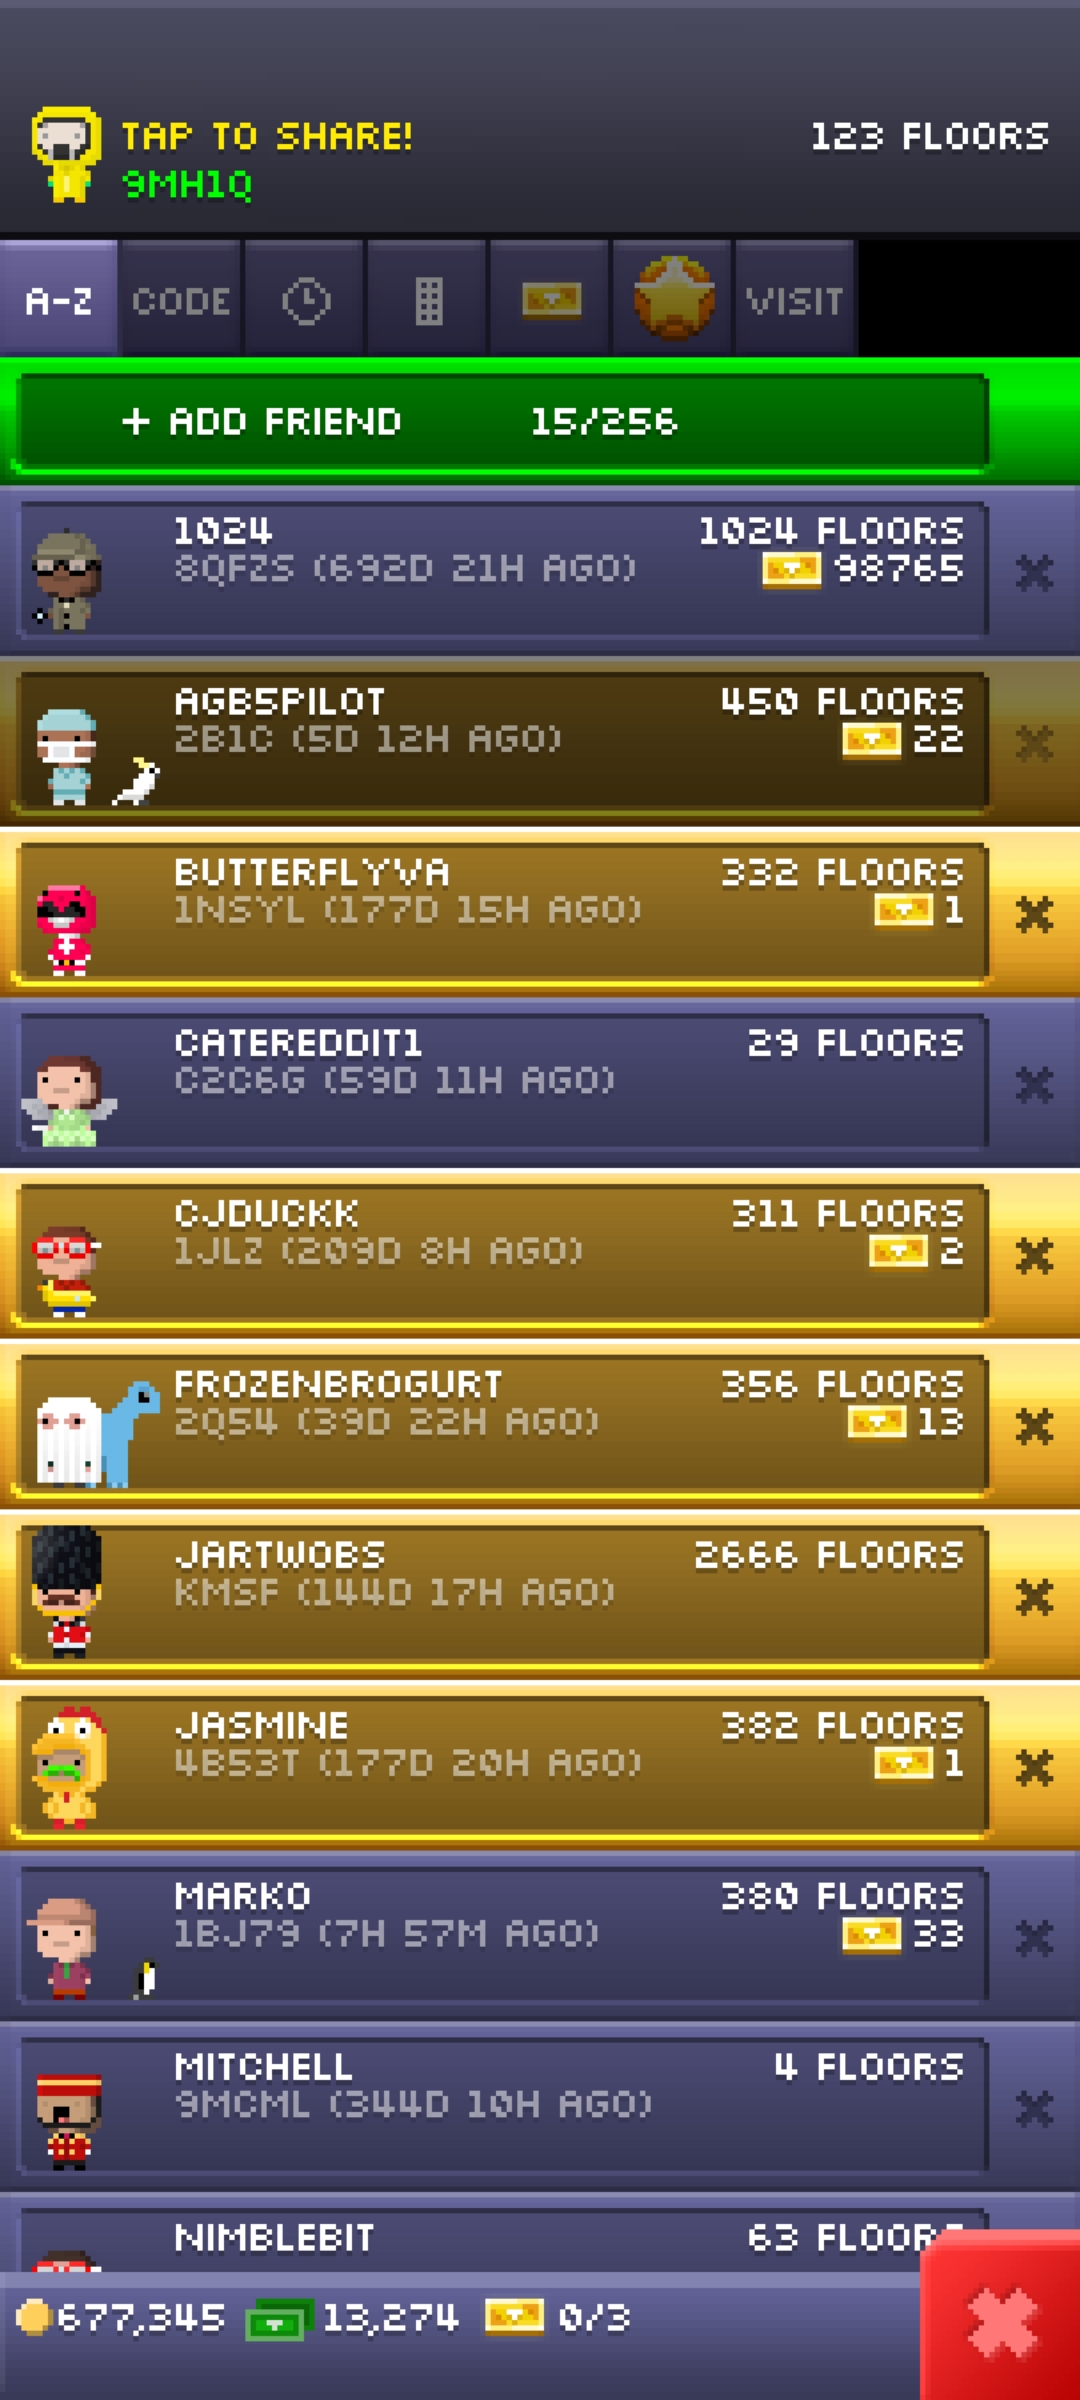 TAP TO SHARE!
123 FLOORS
9MH1Q
A-Z CODE VISIT
+ ADD FRIEND 15/256
1024 1024 FLOORS
8QFZS (692D 21H AGO) 98765
AGB5PILOT 450 FLOORS
2B1C (5D 12H AGO) 22
BUTTERFLYVA 332 FLOORS
1NSYL (177D 15H AGO) 1
CATEREDDIT1 29 FLOORS
C2C6G (59D 11H AGO)
CJDUCKK 311 FLOORS
1JLZ (209D 8H AGO) 2
FROZENBROGURT 356 FLOORS
2Q54 (39D 22H AGO) 13
JARTWOBS 2666 FLOORS
KMSF (144D 17H AGO)
JASMINE 382 FLOORS
4B53T (177D 20H AGO) 1
MARKO 380 FLOORS
1BJ79 (7H 57M AGO) 33
MITCHELL 4 FLOORS
9MCML (344D 10H AGO)
NIMBLEBIT 63 FLOORS
677,345 13,274 0/3